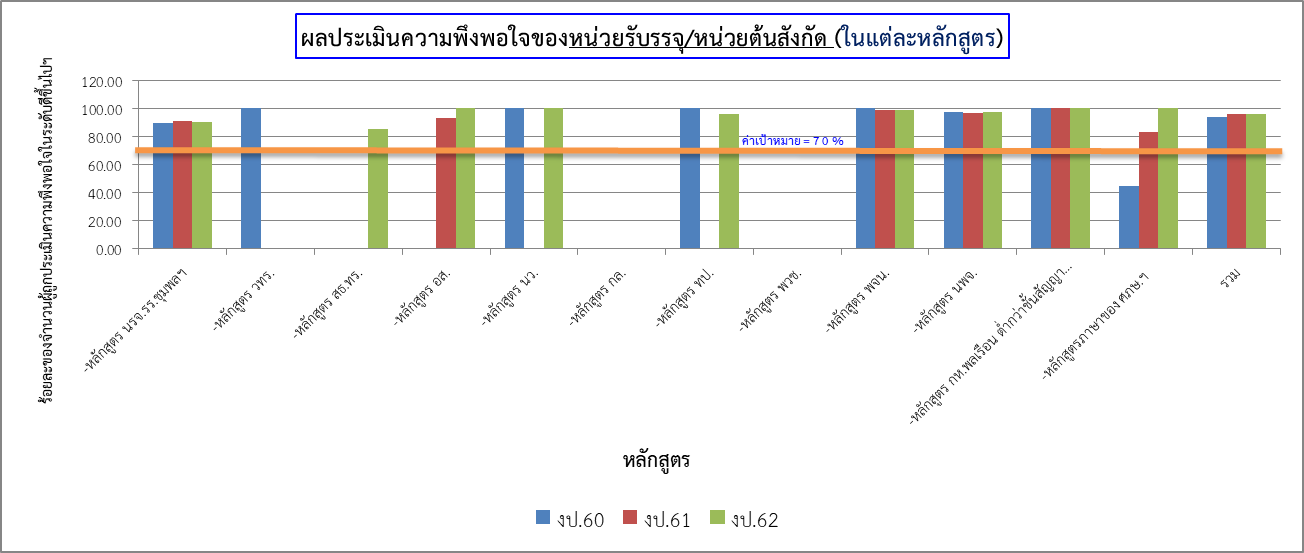 ผลประเมินความพึงพอใจของหน่วยรับรรจุ/หน่วยต้นสังกัด (ในแต่ละหลักสูตร)
ร้อยละของจำนวนผู้ถูกประเมินความพึงพอใจในระดับดีขึ้นไปฯ
120.00
100.00
80.00
60.00
40.00
20.00
0.00
ค่าเป้าหมาย = 70 %
-หลักสูตร นรจ.รร.ชุมพลฯ
-หลักสูตร วทร.
-หลักสูตร สธ.ทร.
-หลักสูตร อส.
-หลักสูตร นว.
-หลักสูตร กล.
-หลักสูตร ทป.
-หลักสูตร พวช.
-หลักสูตร พจน.
-หลักสูตร นพจ.
-หลักสูตร กห.พลเรือน ต่ำกว่าชั้นสัญญา...
-หลักสูตรภาษาของ ศภษ.ฯ
รวม
หลักสูตร
งป.60
งป.61
งป.62